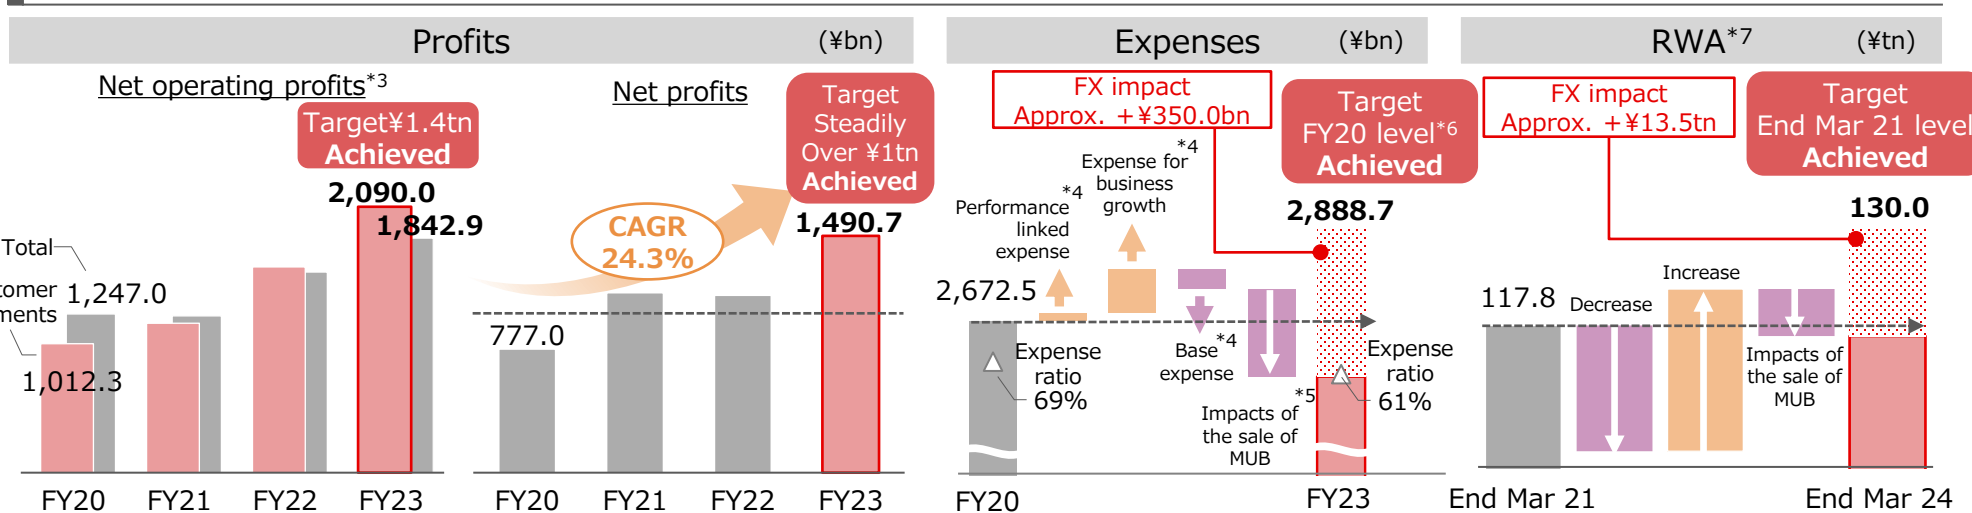 Profits (¥bn)
Net operating profits*3
Target¥1.4tn
Achieved
2,090.0
1,842.9
Total
1,247.0
tomer
ments
1,012.3
FY20 FY21 FY22 FY23
Net profits
Target
Steadily
Over ¥1tn
Achieved
CAGR
24.3%
1,490.7
777.0
FY20 FY21 FY22 FY23
Expenses (¥bn)
FX impact
Approx. +¥350.0bn
Target
FY20 level*6
Achieved
2,888.7
Expense for*4
business
growth
Performance*4
linked
expense
2,672.5
Expense
ratio
69%
Base*4
expense
Impacts of*5
the sale of
MUB
Expense
ratio
61%
FY20 FY23
RWA*7 (¥tn)
FX impact
Approx. +¥13.5tn
Target
End Mar 21 level
Achieved
130.0
117.8
Decrease
Increase
Impacts of
the sale of
MUB
End Mar 21 End Mar 24